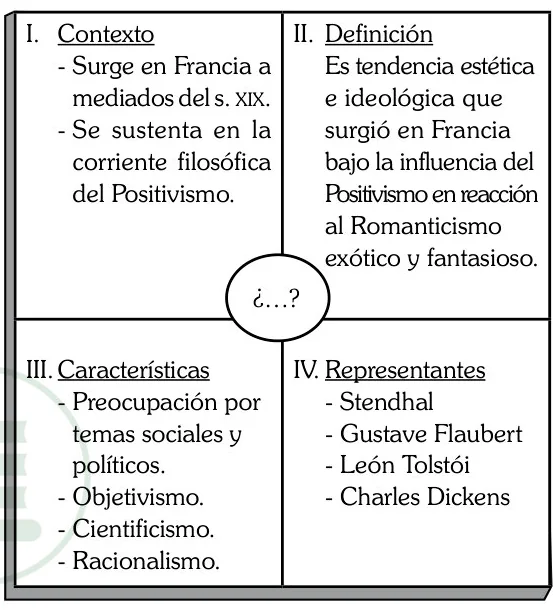 I. Contexto
- Surge en Francia a
mediados del s. XIX.
- Se sustenta en la
corriente filosófica
del Positivismo.
II. Definición
Es tendencia estética
e ideológica que
surgió en Francia
bajo la influencia del
Positivismo en reacción
al Romanticismo
exótico y fantasioso.
¿...?
III. Características
- Preocupación por
temas sociales y
políticos.
- Objetivismo.
- Cientificismo.
- Racionalismo.
IV. Representantes
- Stendhal
- Gustave Flaubert
- León Tolstói
- Charles Dickens